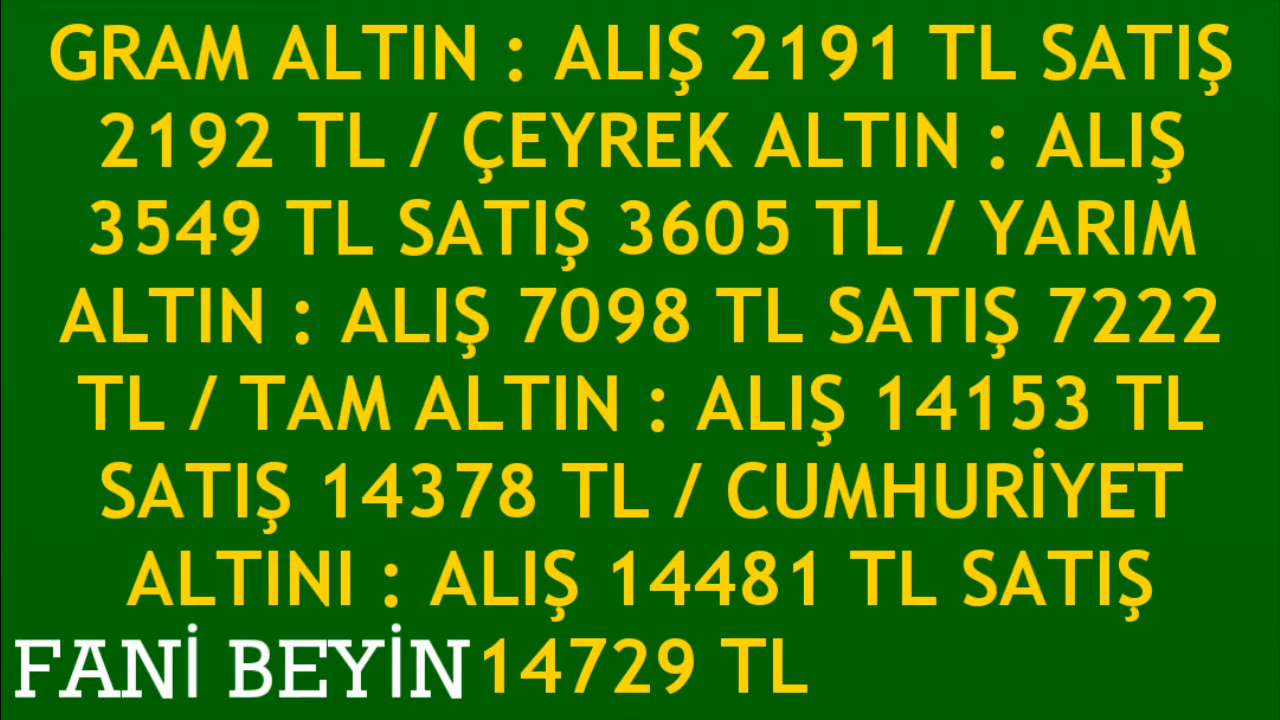 GRAM ALTIN : ALIŞ 2191 TL SATIŞ
2192 TL / ÇEYREK ALTIN : ALIŞ
3549 TL SATIŞ 3605 TL / YARIM
ALTIN : ALIŞ 7098 TL SATIŞ 7222
TL / TAM ALTIN : ALIŞ 14153 TL
SATIŞ 14378 TL / CUMHURİYET
ALTINI : ALIŞ 14481 TL SATIŞ
14729 TL
FANİ BEYİN